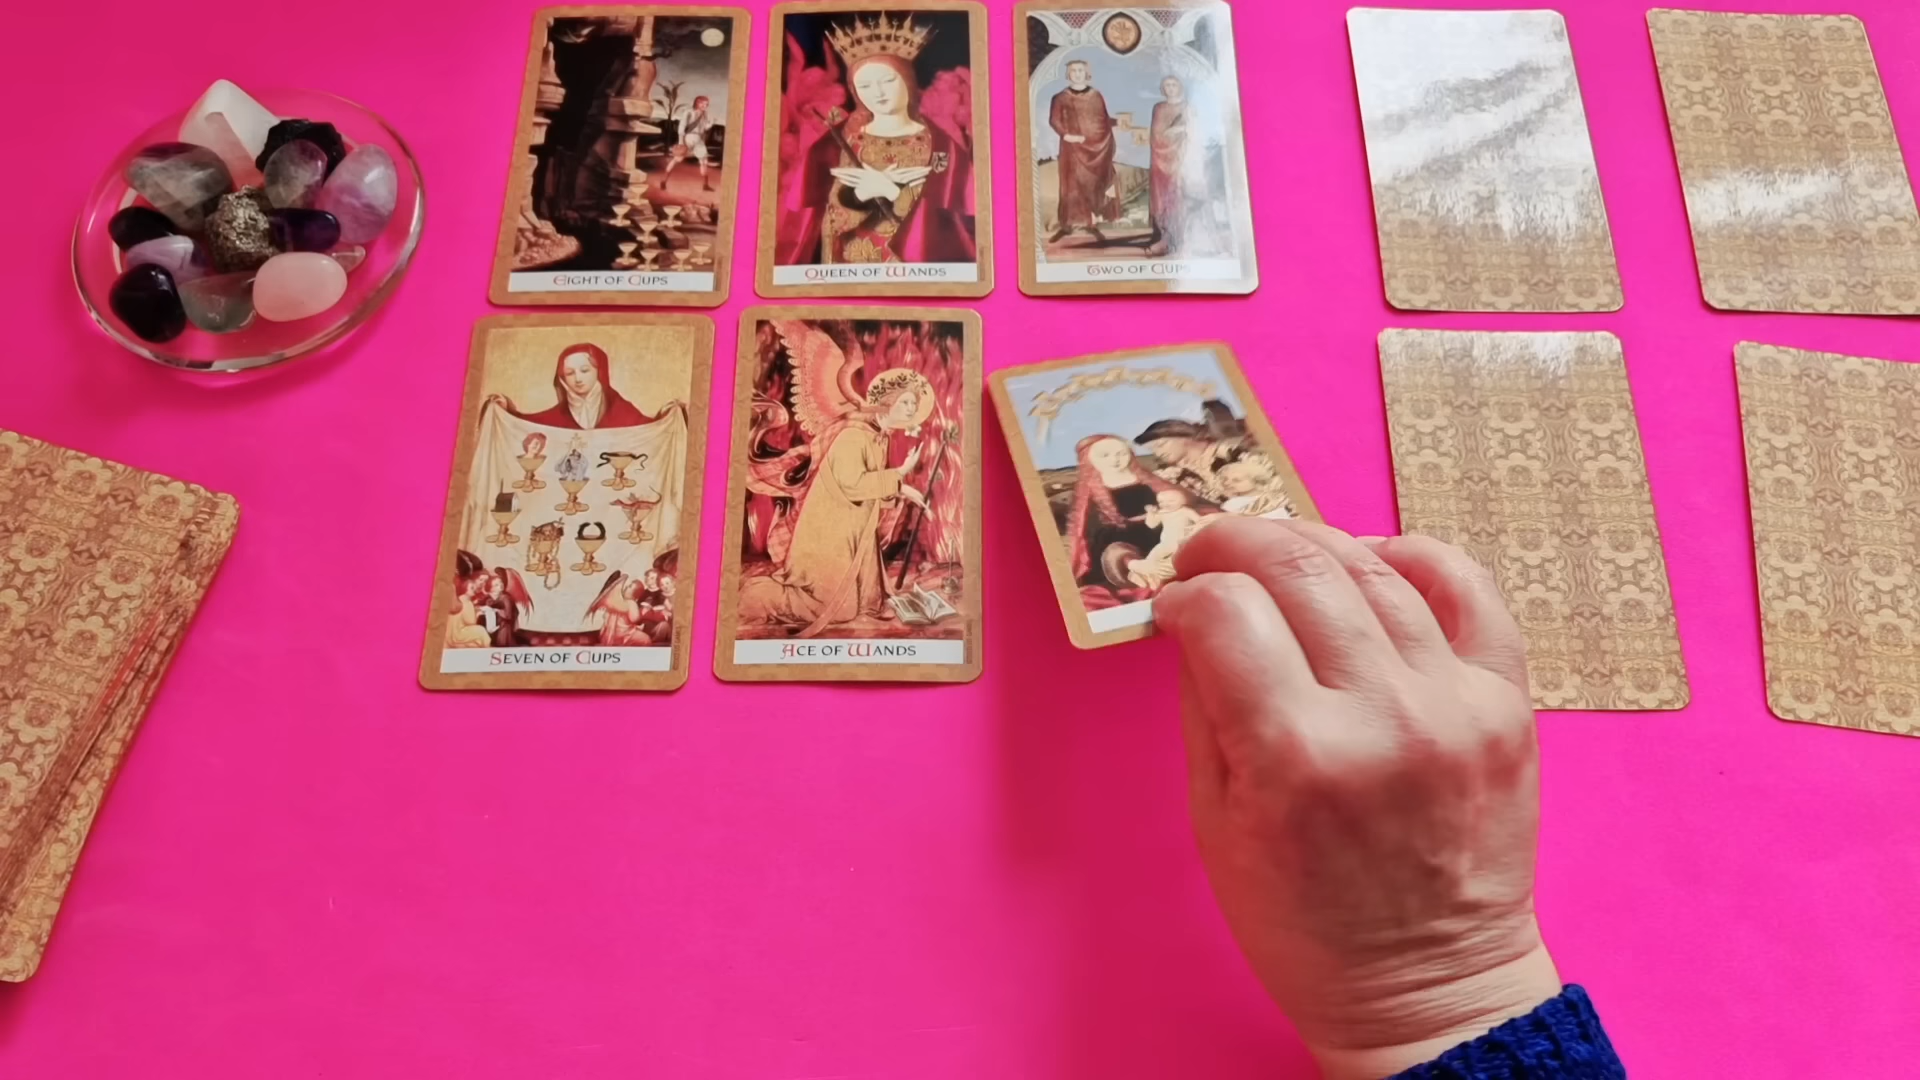 EIGHT OF CUPS
QUEEN OF WANDS
TWO OF CUPS
SEVEN OF CUPS
ACE OF WANDS